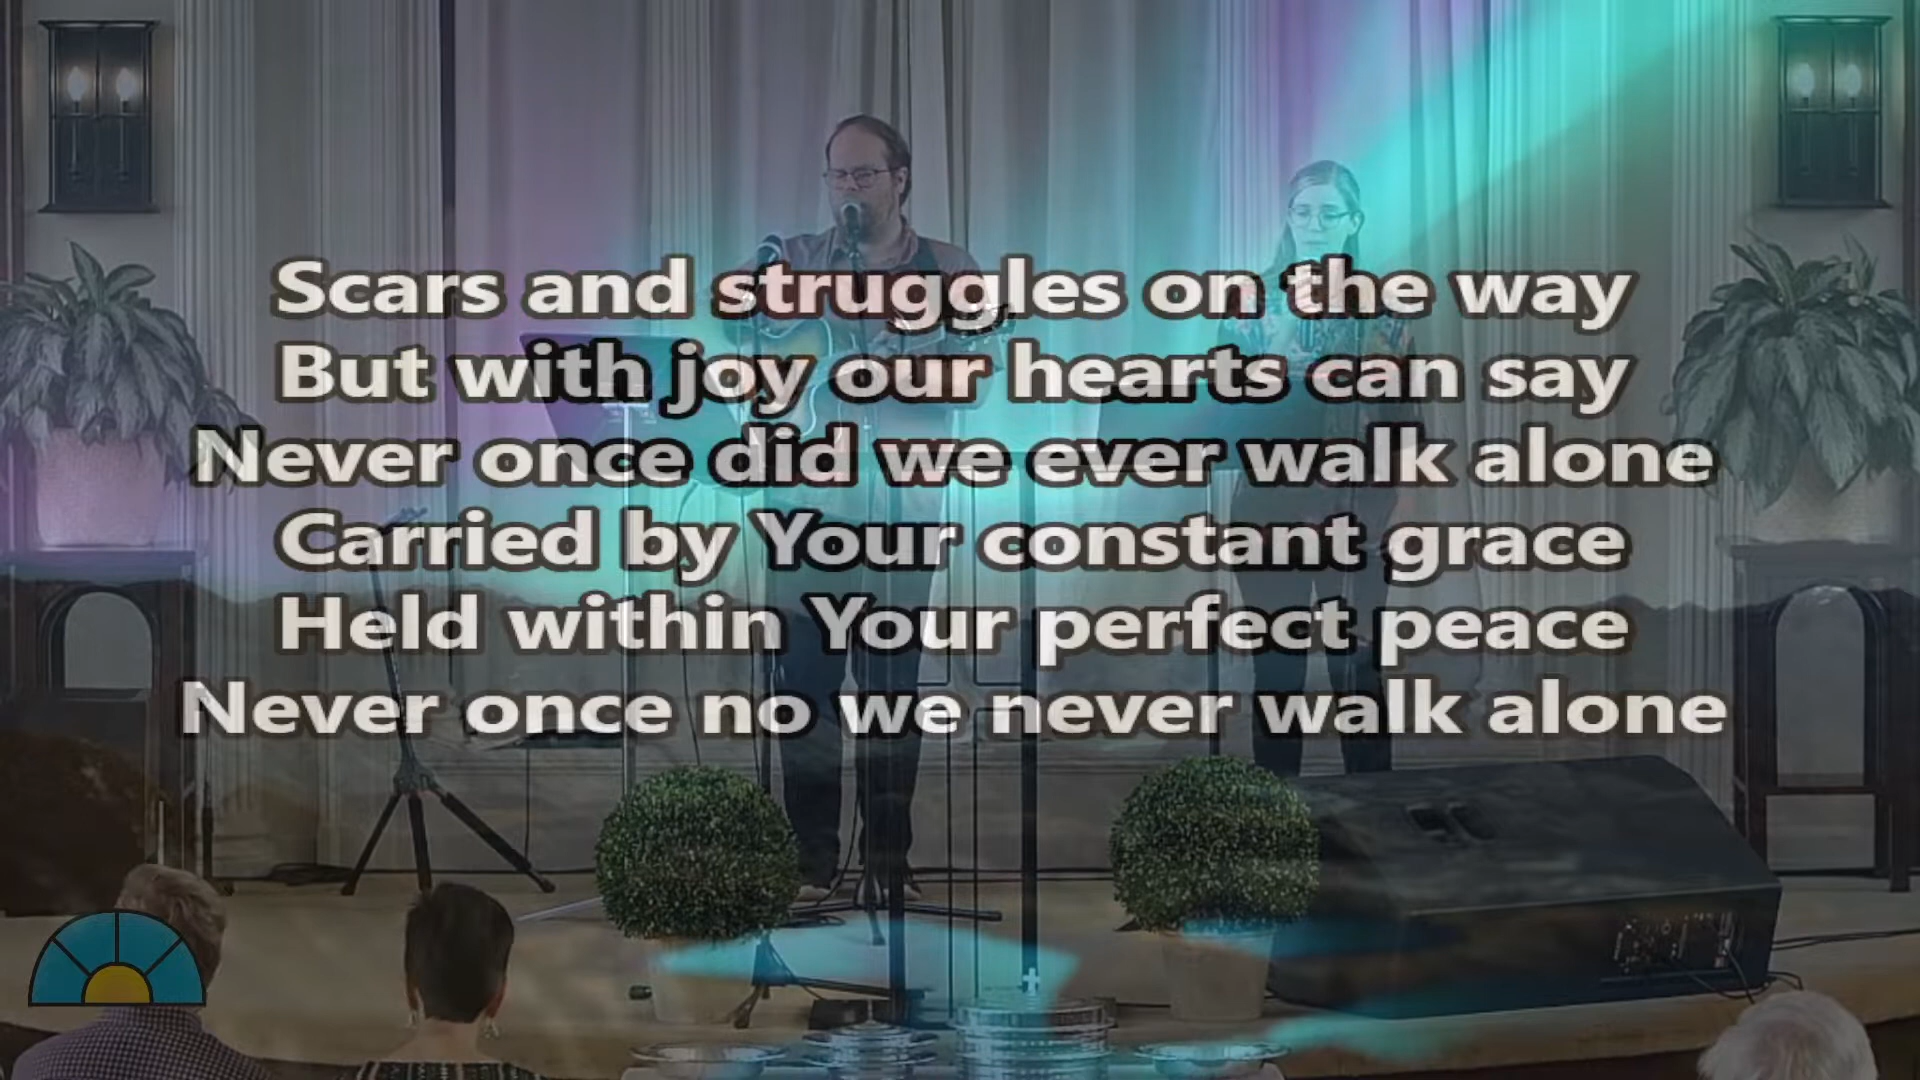 Scars and struggles on the way
But with joy our hearts can say
Never once did we ever walk alone
Carried by Your constant grace
Held within Your perfect peace
Never once no we never walk alone